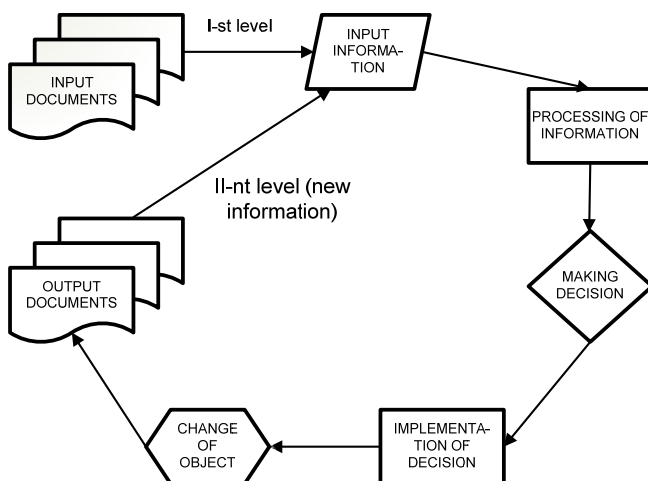 I-st level
INPUT
INFORMA-
TION
INPUT
DOCUMENTS
PROCESSING OF
INFORMATION
II-nt level (new
information)
MAKING
DECISION
OUTPUT
DOCUMENTS
IMPLEMENTA-
TION OF
DECISION
CHANGE
OF
OBJECT